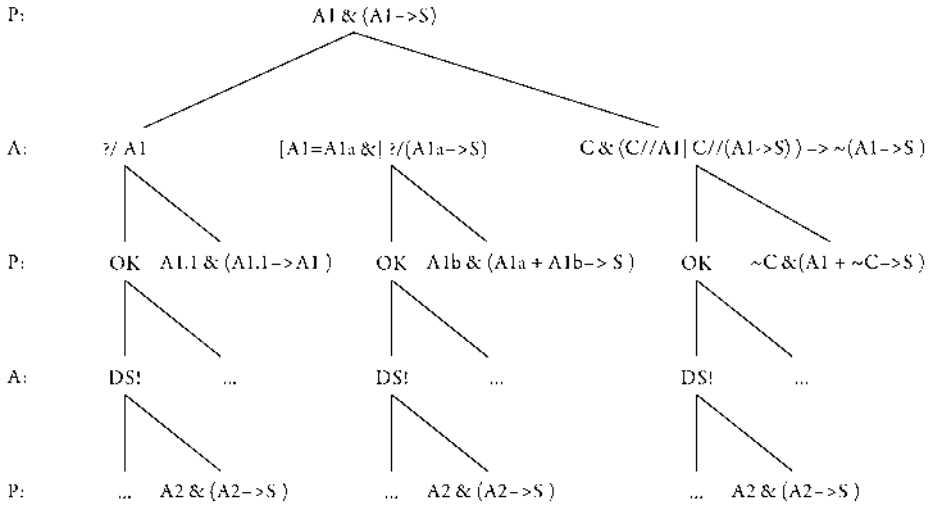 P: A1 & (A1->S)
A: ?/ A1 [A1=A1a &| ?/(A1a->S) C & (C//A1| C//(A1->S) ) -> ~(A1->S )
P: OK A1.1 & (A1.1->A1 ) OK A1b & (A1a + A1b-> S ) OK ~C &(A1 + ~C->S )
A: DS! ... DS! ... DS! ...
P: ... A2 & (A2->S ) ... A2 & (A2->S ) ... A2 & (A2->S )